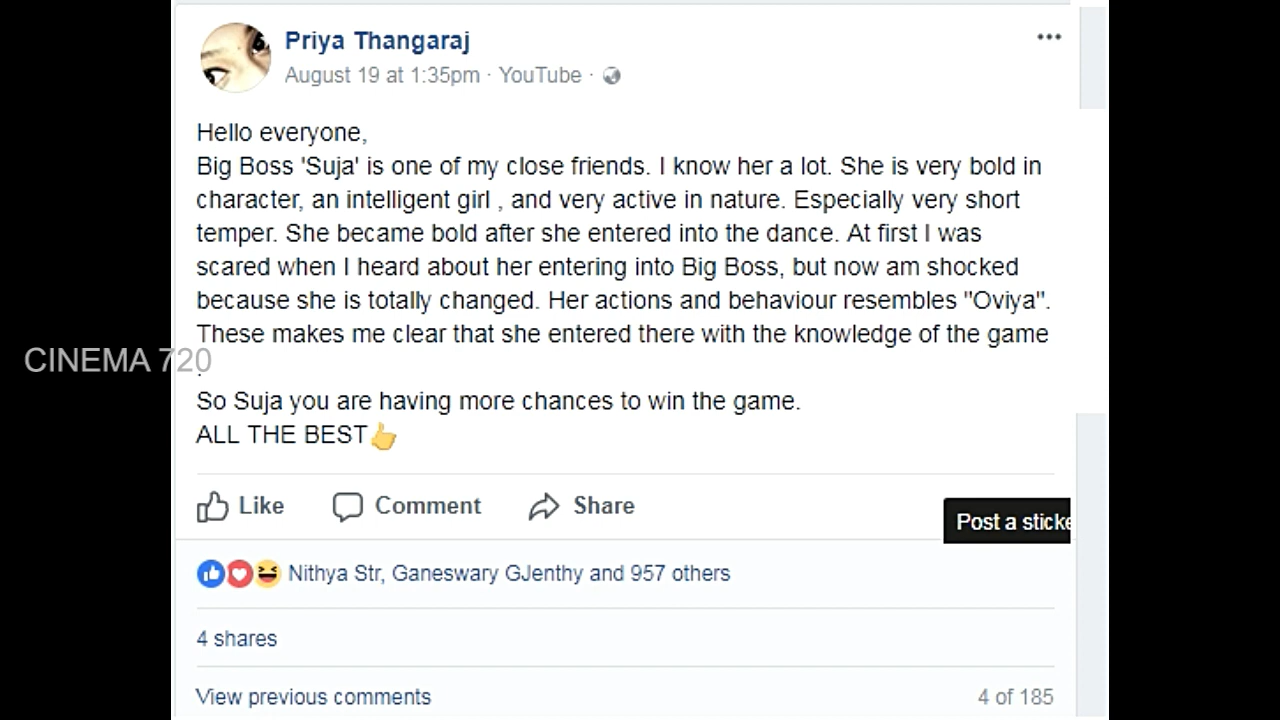 Priya Thangaraj
August 19 at 1:35pm · YouTube ·
Hello everyone,
Big Boss 'Suja' is one of my close friends. I know her a lot. She is very bold in
character, an intelligent girl , and very active in nature. Especially very short
temper. She became bold after she entered into the dance. At first I was
scared when I heard about her entering into Big Boss, but now am shocked
because she is totally changed. Her actions and behaviour resembles "Oviya".
These makes me clear that she entered there with the knowledge of the game
.
CINEMA 720
So Suja you are having more chances to win the game.
ALL THE BEST👍
Like Comment Share
Post a sticke
Nithya Str, Ganeswary GJenthy and 957 others
4 shares
View previous comments 4 of 185